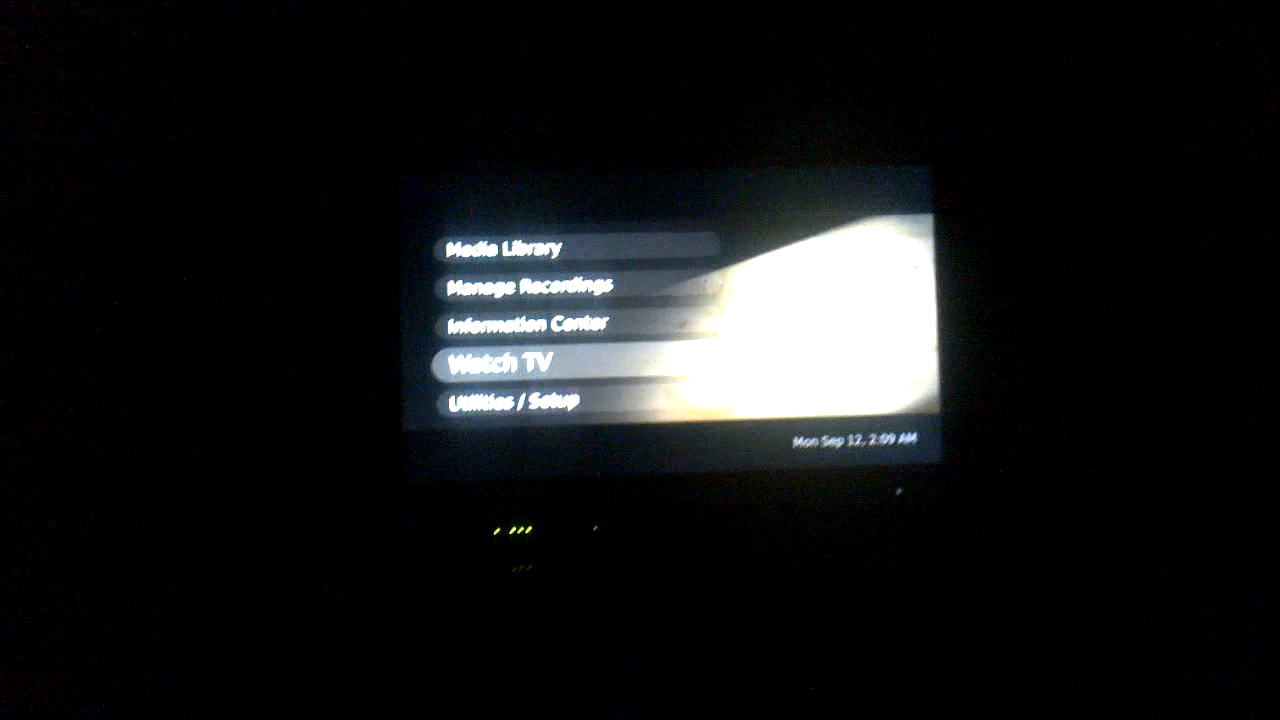 Media Library
Manage Recordings
Information Center
Watch TV
Utilities / Setup
Mon Sep 12, 2:09 AM